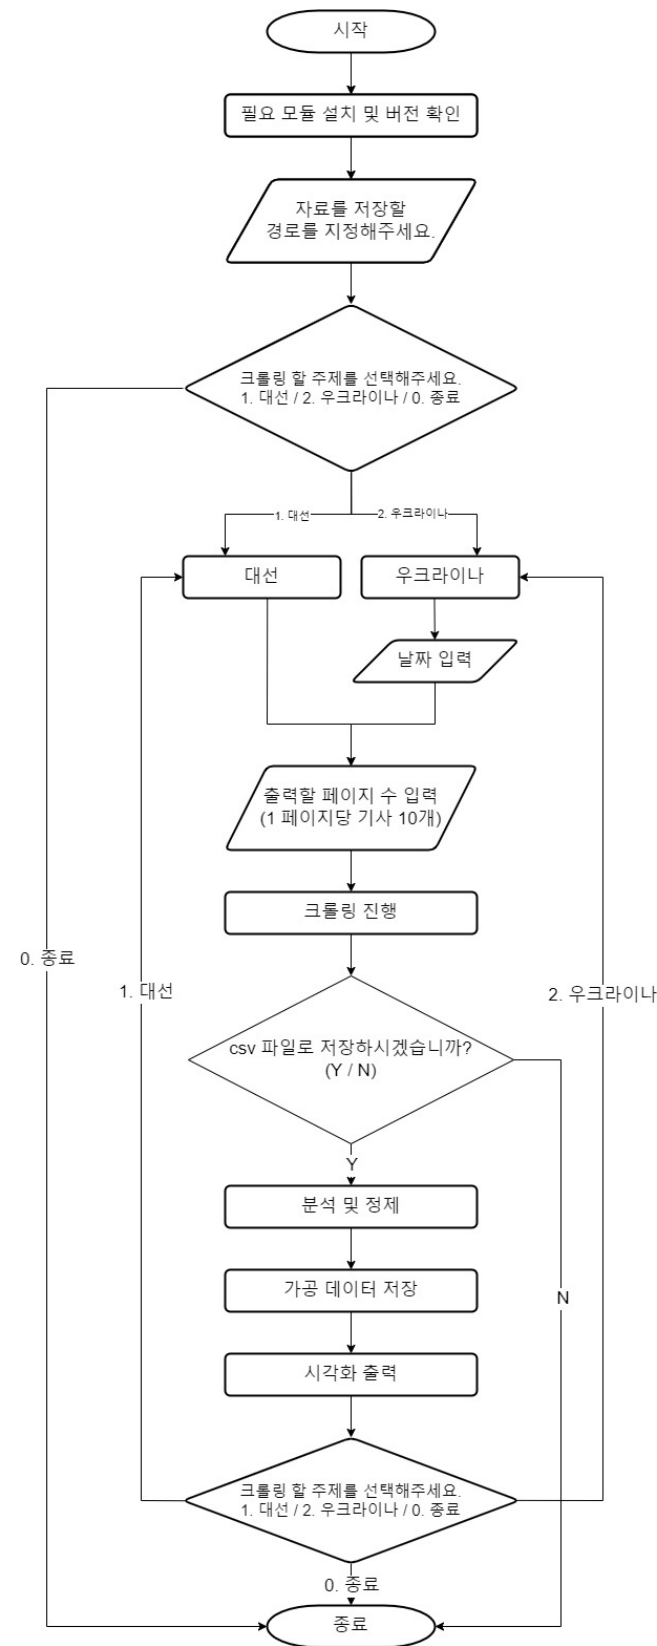 시작
필요 모듈 설치 및 버전 확인
자료를 저장할
경로를 지정해주세요.
크롤링 할 주제를 선택해주세요.
1. 대선 / 2. 우크라이나 / 0. 종료
1. 대선
2. 우크라이나
대선
우크라이나
날짜 입력
출력할 페이지 수 입력
(1 페이지당 기사 10개)
크롤링 진행
0. 종료
1. 대선
2. 우크라이나
csv 파일로 저장하시겠습니까?
(Y / N)
Y
분석 및 정제
가공 데이터 저장
N
시각화 출력
크롤링 할 주제를 선택해주세요.
1. 대선 / 2. 우크라이나 / 0. 종료
0. 종료
종료